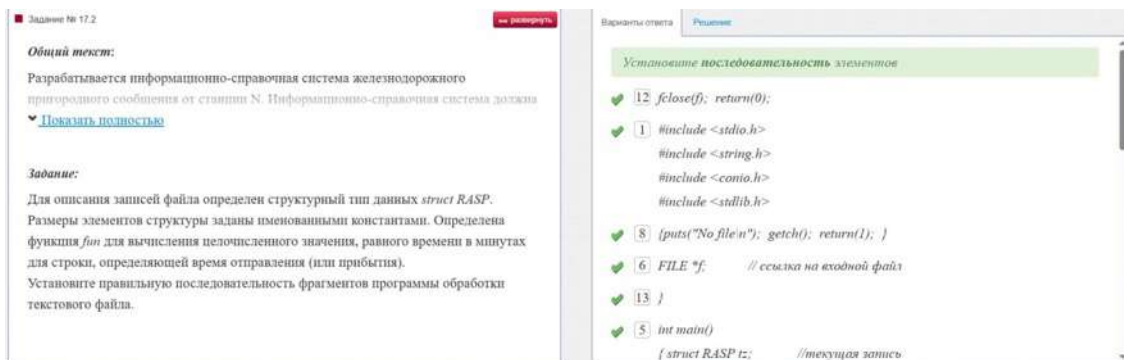 Задание № 17.2
развернуть
Общий текст:
Разрабатывается информационно-справочная система железнодорожного
пригородного сообщения от станции N. Информационно-справочная система должна
Показать полностью
Задание:
Для описания записей файла определен структурный тип данных struct RASP.
Размеры элементов структуры заданы именованными константами. Определена
функция fun для вычисления целочисленного значения, равного времени в минутах
для строки, определяющей время отправления (или прибытия).
Установите правильную последовательность фрагментов программы обработки
текстового файла.
Варианты ответа
Решение
Установите последовательность элементов
12 fclose(f); return(0);
1 #include <stdio.h>
#include <string.h>
#include <conio.h>
#include <stdlib.h>
8 {puts("No file\n"); getch(); return(1); }
6 FILE *f; // ссылка на входной файл
13 }
5 int main()
{ struct RASP tz; //текущая запись